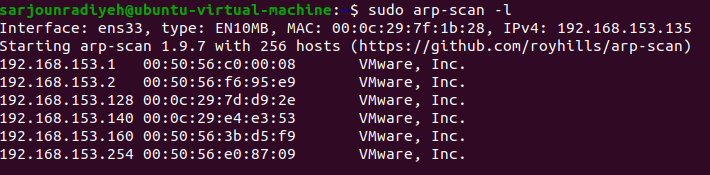 sarjounradiyeh@ubuntu-virtual-machine:~$ sudo arp-scan -l
Interface: ens33, type: EN10MB, MAC: 00:0c:29:7f:1b:28, IPv4: 192.168.153.135
Starting arp-scan 1.9.7 with 256 hosts (https://github.com/royhills/arp-scan)
192.168.153.1 00:50:56:c0:00:08 VMware, Inc.
192.168.153.2 00:50:56:f6:95:e9 VMware, Inc.
192.168.153.128 00:0c:29:7d:d9:2e VMware, Inc.
192.168.153.140 00:0c:29:e4:e3:53 VMware, Inc.
192.168.153.160 00:50:56:3b:d5:f9 VMware, Inc.
192.168.153.254 00:50:56:e0:87:09 VMware, Inc.